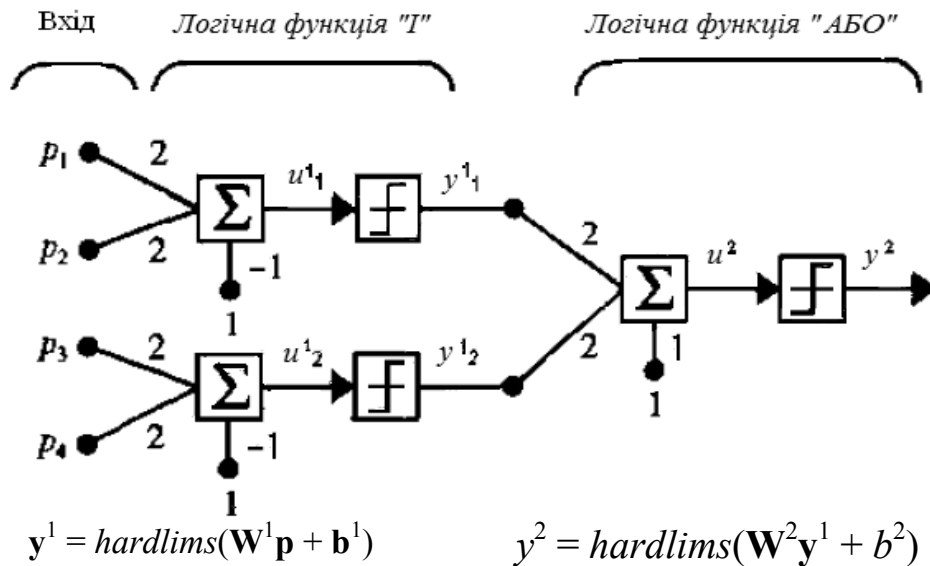 Вхід Логічна функція "І" Логічна функція "АБО"
p₁ 2 u¹₁ y¹₁
Σ
p₂ 2 -1 2 u² y²
1 Σ
p₃ 2 u¹₂ y¹₂ 2 1
Σ 1
p₄ 2 -1
1
y¹ = hardlims(W¹p + b¹) y² = hardlims(W²y¹ + b²)